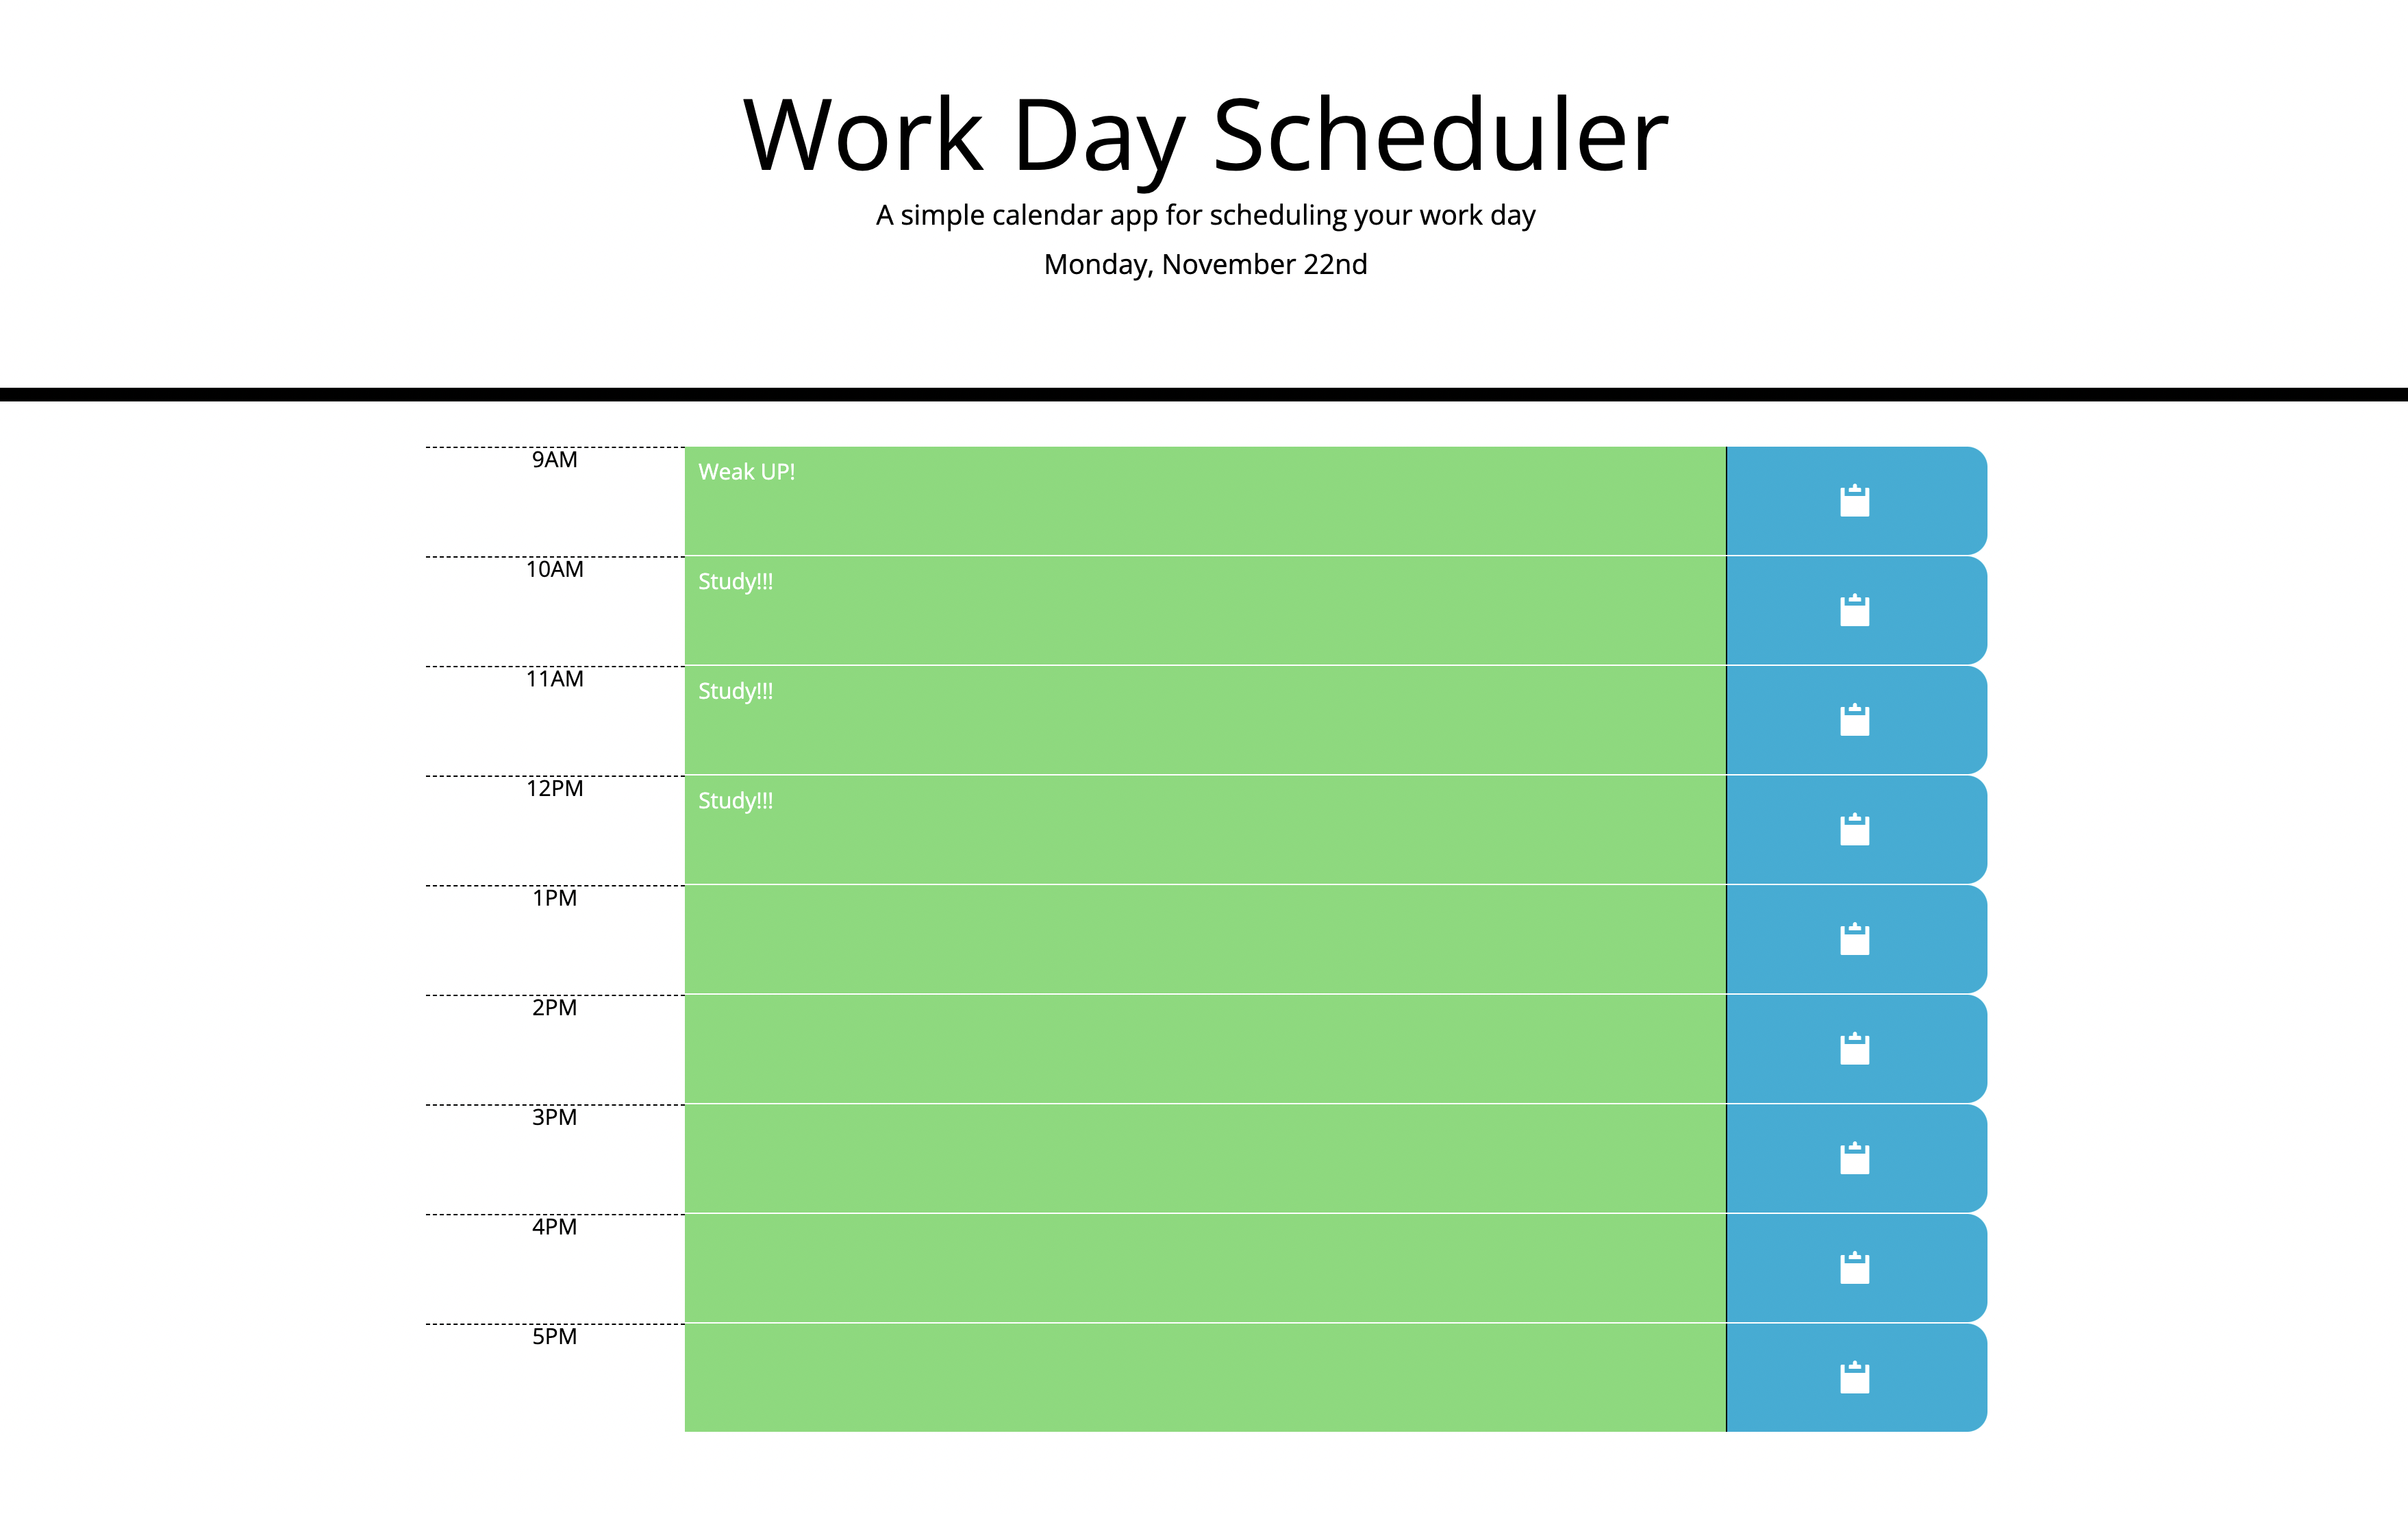 Work Day Scheduler
A simple calendar app for scheduling your work day
Monday, November 22nd
9AM
Weak UP!
10AM
Study!!!
11AM
Study!!!
12PM
Study!!!
1PM
2PM
3PM
4PM
5PM